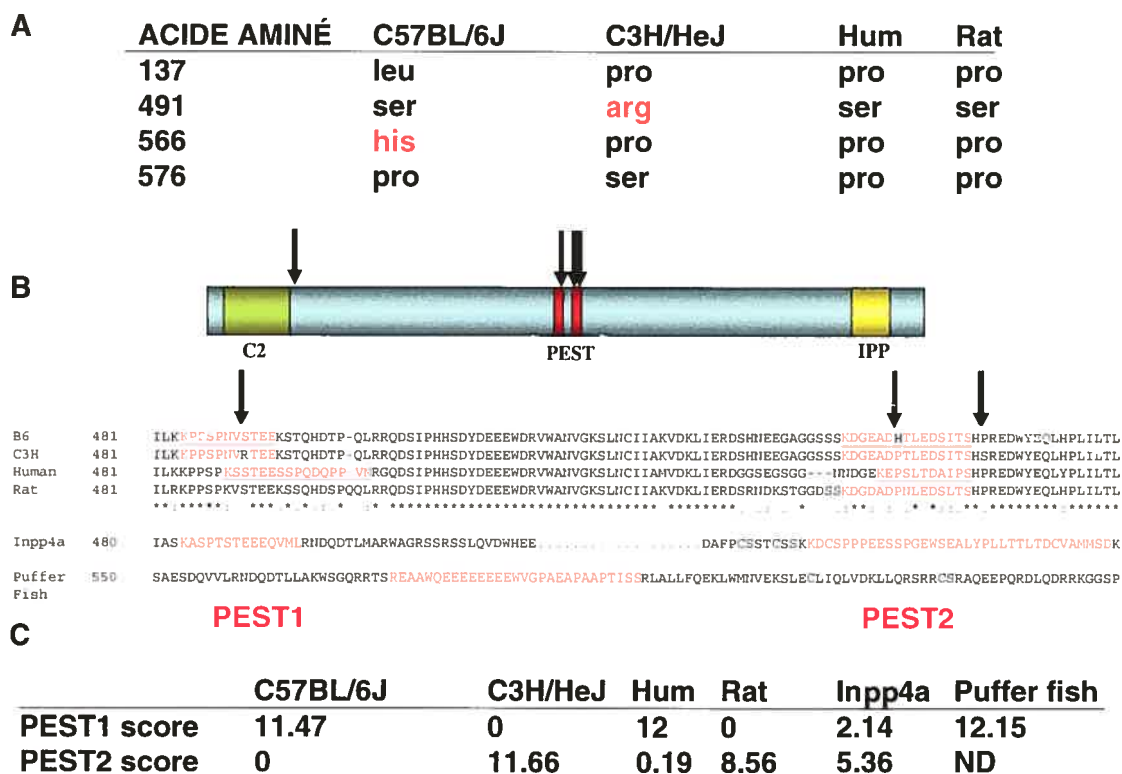 A
ACIDE AMINÉ C57BL/6J C3H/HeJ Hum Rat
137 leu pro pro pro
491 ser arg ser ser
566 his pro pro pro
576 pro ser pro pro
B
C2 PEST IPP
B6 481 ILKKPPSPNVSTEEKSTQHDTP-QLRRQDSIPHHSDYDEEEWDRVWANVGKSLNCIIAKVDKLIERDSHNEEGAGGSSSKDGEADHTLEDSITSHPREDWYEQLHPLILTL
C3H 481 ILKKPPSPNVRTEEKSTQHDTP-QLRRQDSIPHHSDYDEEEWDRVWANVGKSLNCIIAKVDKLIERDSHNEEGAGGSSSKDGEADPTLEDSITSHSREDWYEQLHPLILTL
Human 481 ILKKPPSPKSSTEESSPQDQPP-VMRGQDSIPHHSDYDEEEWDRVWANVGKSLNCIIAMVDKLIERDGGSEGSGG---NNDGEKEPSLTDAIPSHPREDWYEQLYPLILTL
Rat 481 ILRKPPSPKVSTEEKSSQHDSPQQLRRQDSIPHHSDYDEEEWDRVWANVGKSLNCIIAKVDKLIERDSRNDKSTGGDSSKDGDADPNLEDSLTSHPREDWYEQLYPLILTL
Inpp4a 480 IASKASPTSTEEEQVMLRNDQDTLMARWAGRSSRSSLQVDWHEE DAFPCSSTCSSKKDCSPPPEESSPGEWSEALYPLLTTLTDCVAMMSDK
Puffer 550 SAESDQVVLRNDQDTLLAKWSGQRRTSREAAWQEEEEEEEEWVGPAEAPAAPTISSRLALLFQEKLWMNVEKSLECLIQLVDKLLQRSRRCSRAQEEPQRDLQDRRKGGSP
Fish
PEST1 PEST2
C
C57BL/6J C3H/HeJ Hum Rat Inpp4a Puffer fish
PEST1 score 11.47 0 12 0 2.14 12.15
PEST2 score 0 11.66 0.19 8.56 5.36 ND